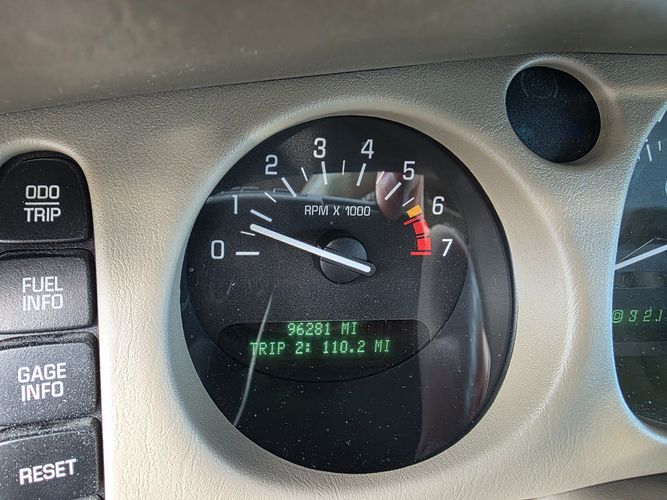 ODO
TRIP
FUEL
INFO
GAGE
INFO
RESET
0 1 2 3 4 5 6 7
RPM X 1000
96281 MI
TRIP 2: 110.2 MI